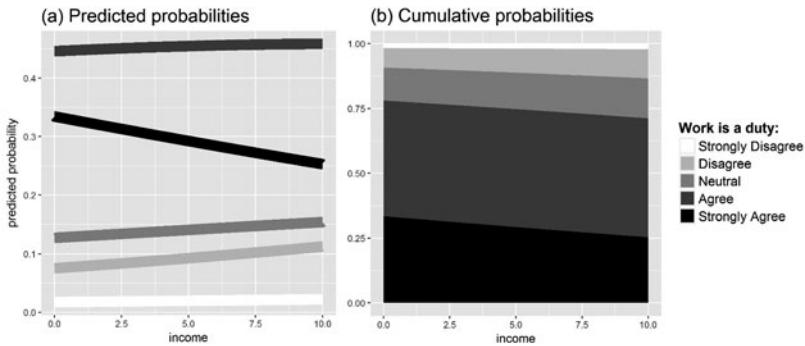 (a) Predicted probabilities
predicted probability
0.4
0.3
0.2
0.1
0.0
0.0 2.5 5.0 7.5 10.0
income
(b) Cumulative probabilities
1.00
0.75
0.50
0.25
0.00
0.0 2.5 5.0 7.5 10.0
income
Work is a duty:
Strongly Disagree
Disagree
Neutral
Agree
Strongly Agree